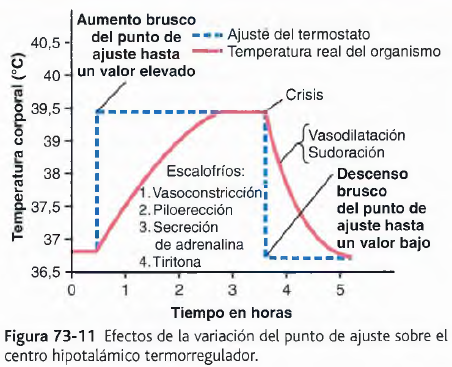 Aumento brusco
del punto de
ajuste hasta
un valor elevado
Ajuste del termostato
Temperatura real del organismo
Temperatura corporal (°C)
40,5
40
39,5
39
38,5
38
37,5
37
36,5
Crisis
Vasodilatación
Sudoración
Escalofríos:
1. Vasoconstricción
2. Piloerección
3. Secreción
de adrenalina
4. Tiritona
Descenso
brusco
del punto de
ajuste hasta
un valor bajo
0 1 2 3 4 5
Tiempo en horas
Figura 73-11 Efectos de la variación del punto de ajuste sobre el
centro hipotalámico termorregulador.